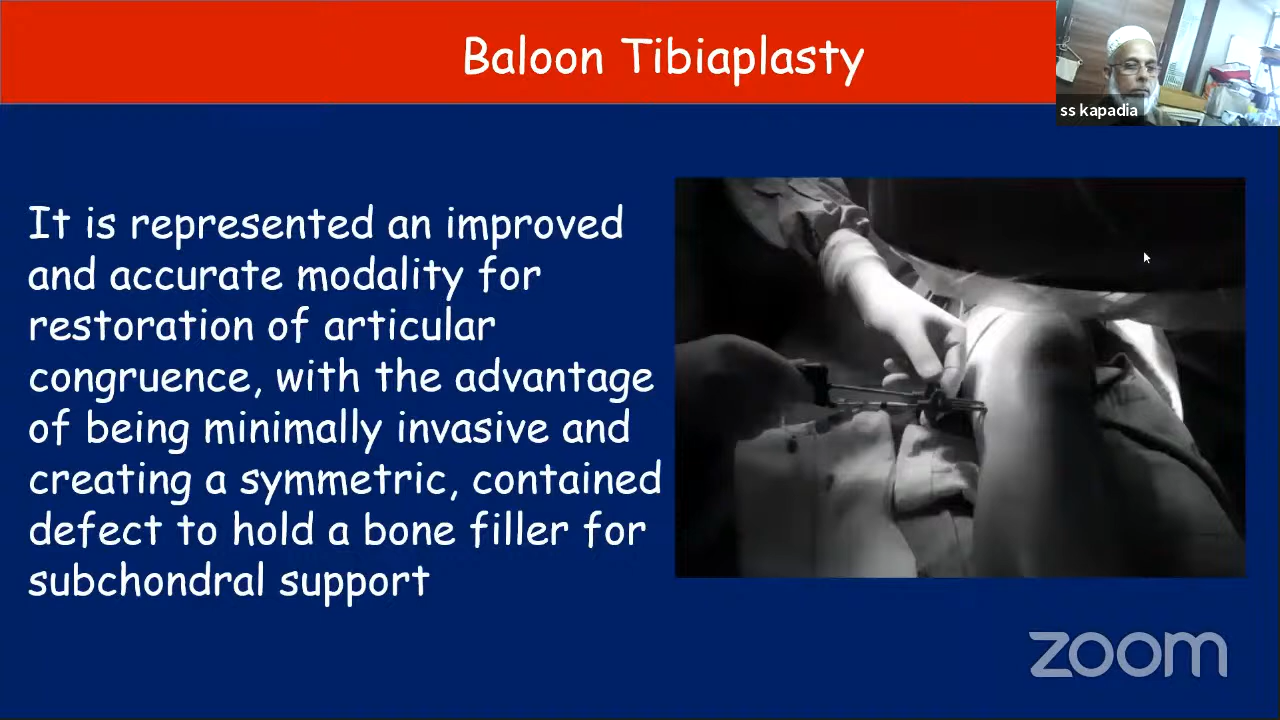 Baloon Tibiaplasty
ss kapadia
It is represented an improved
and accurate modality for
restoration of articular
congruence, with the advantage
of being minimally invasive and
creating a symmetric, contained
defect to hold a bone filler for
subchondral support
zoom